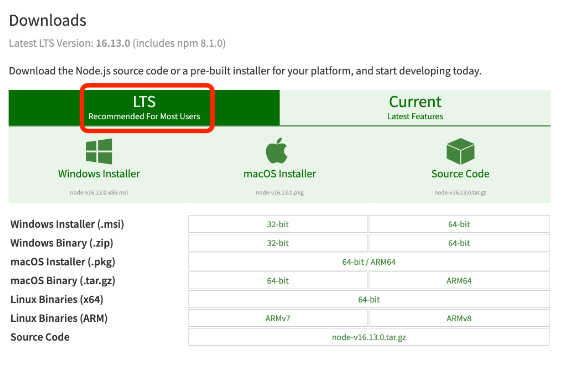 Downloads
Latest LTS Version: 16.13.0 (includes npm 8.1.0)
Download the Node.js source code or a pre-built installer for your platform, and start developing today.
LTS
Recommended For Most Users
Current
Latest Features
Windows Installer
node-v16.13.0-x86.msi
macOS Installer
node-v16.13.0.pkg
Source Code
node-v16.13.0.tar.gz
Windows Installer (.msi) 32-bit 64-bit
Windows Binary (.zip) 32-bit 64-bit
macOS Installer (.pkg) 64-bit / ARM64
macOS Binary (.tar.gz) 64-bit ARM64
Linux Binaries (x64) 64-bit
Linux Binaries (ARM) ARMv7 ARMv8
Source Code node-v16.13.0.tar.gz